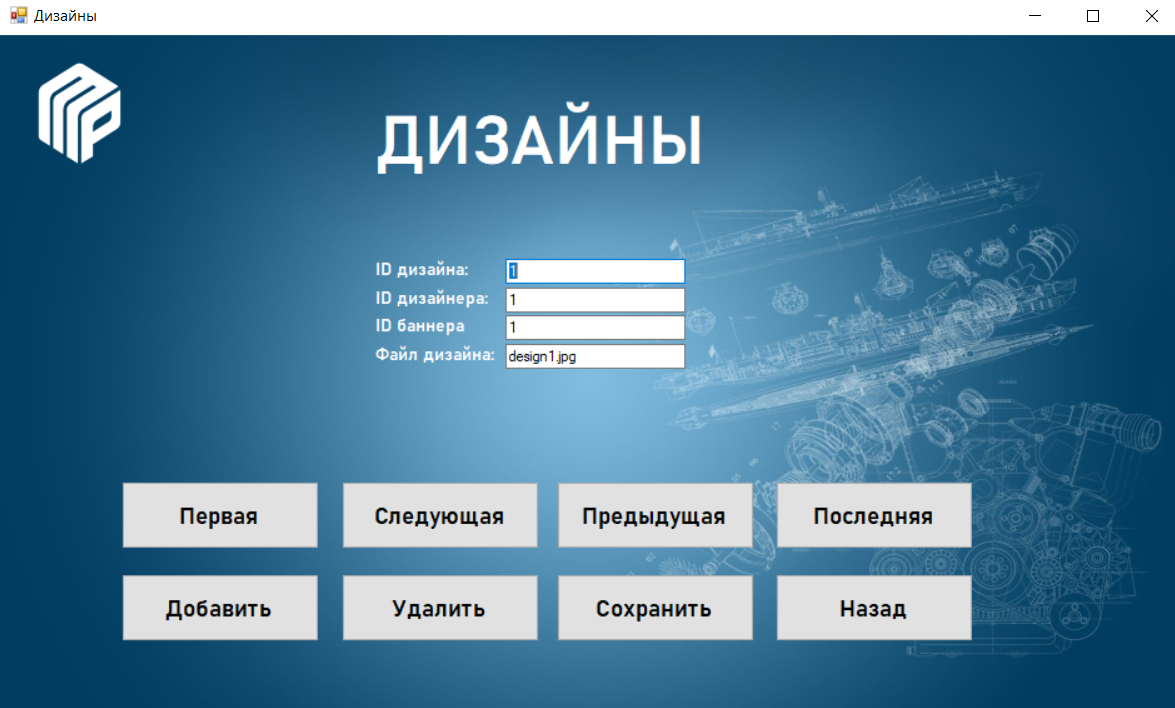 Дизайны
ДИЗАЙНЫ
ID дизайна: 1
ID дизайнера: 1
ID баннера 1
Файл дизайна: design1.jpg
Первая Следующая Предыдущая Последняя
Добавить Удалить Сохранить Назад